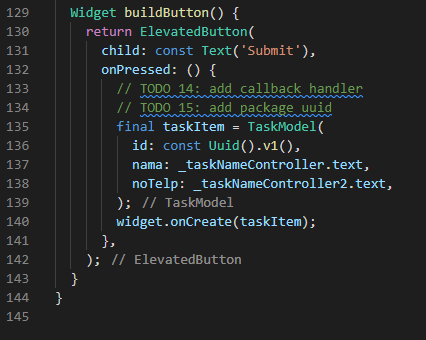 129 Widget buildButton() {
130 return ElevatedButton(
131 child: const Text('Submit'),
132 onPressed: () {
133 // TODO 14: add callback handler
134 // TODO 15: add package uuid
135 final taskItem = TaskModel(
136 id: const Uuid().v1(),
137 nama: _taskNameController.text,
138 noTelp: _taskNameController2.text,
139 ); // TaskModel
140 widget.onCreate(taskItem);
141 },
142 ); // ElevatedButton
143 }
144 }
145